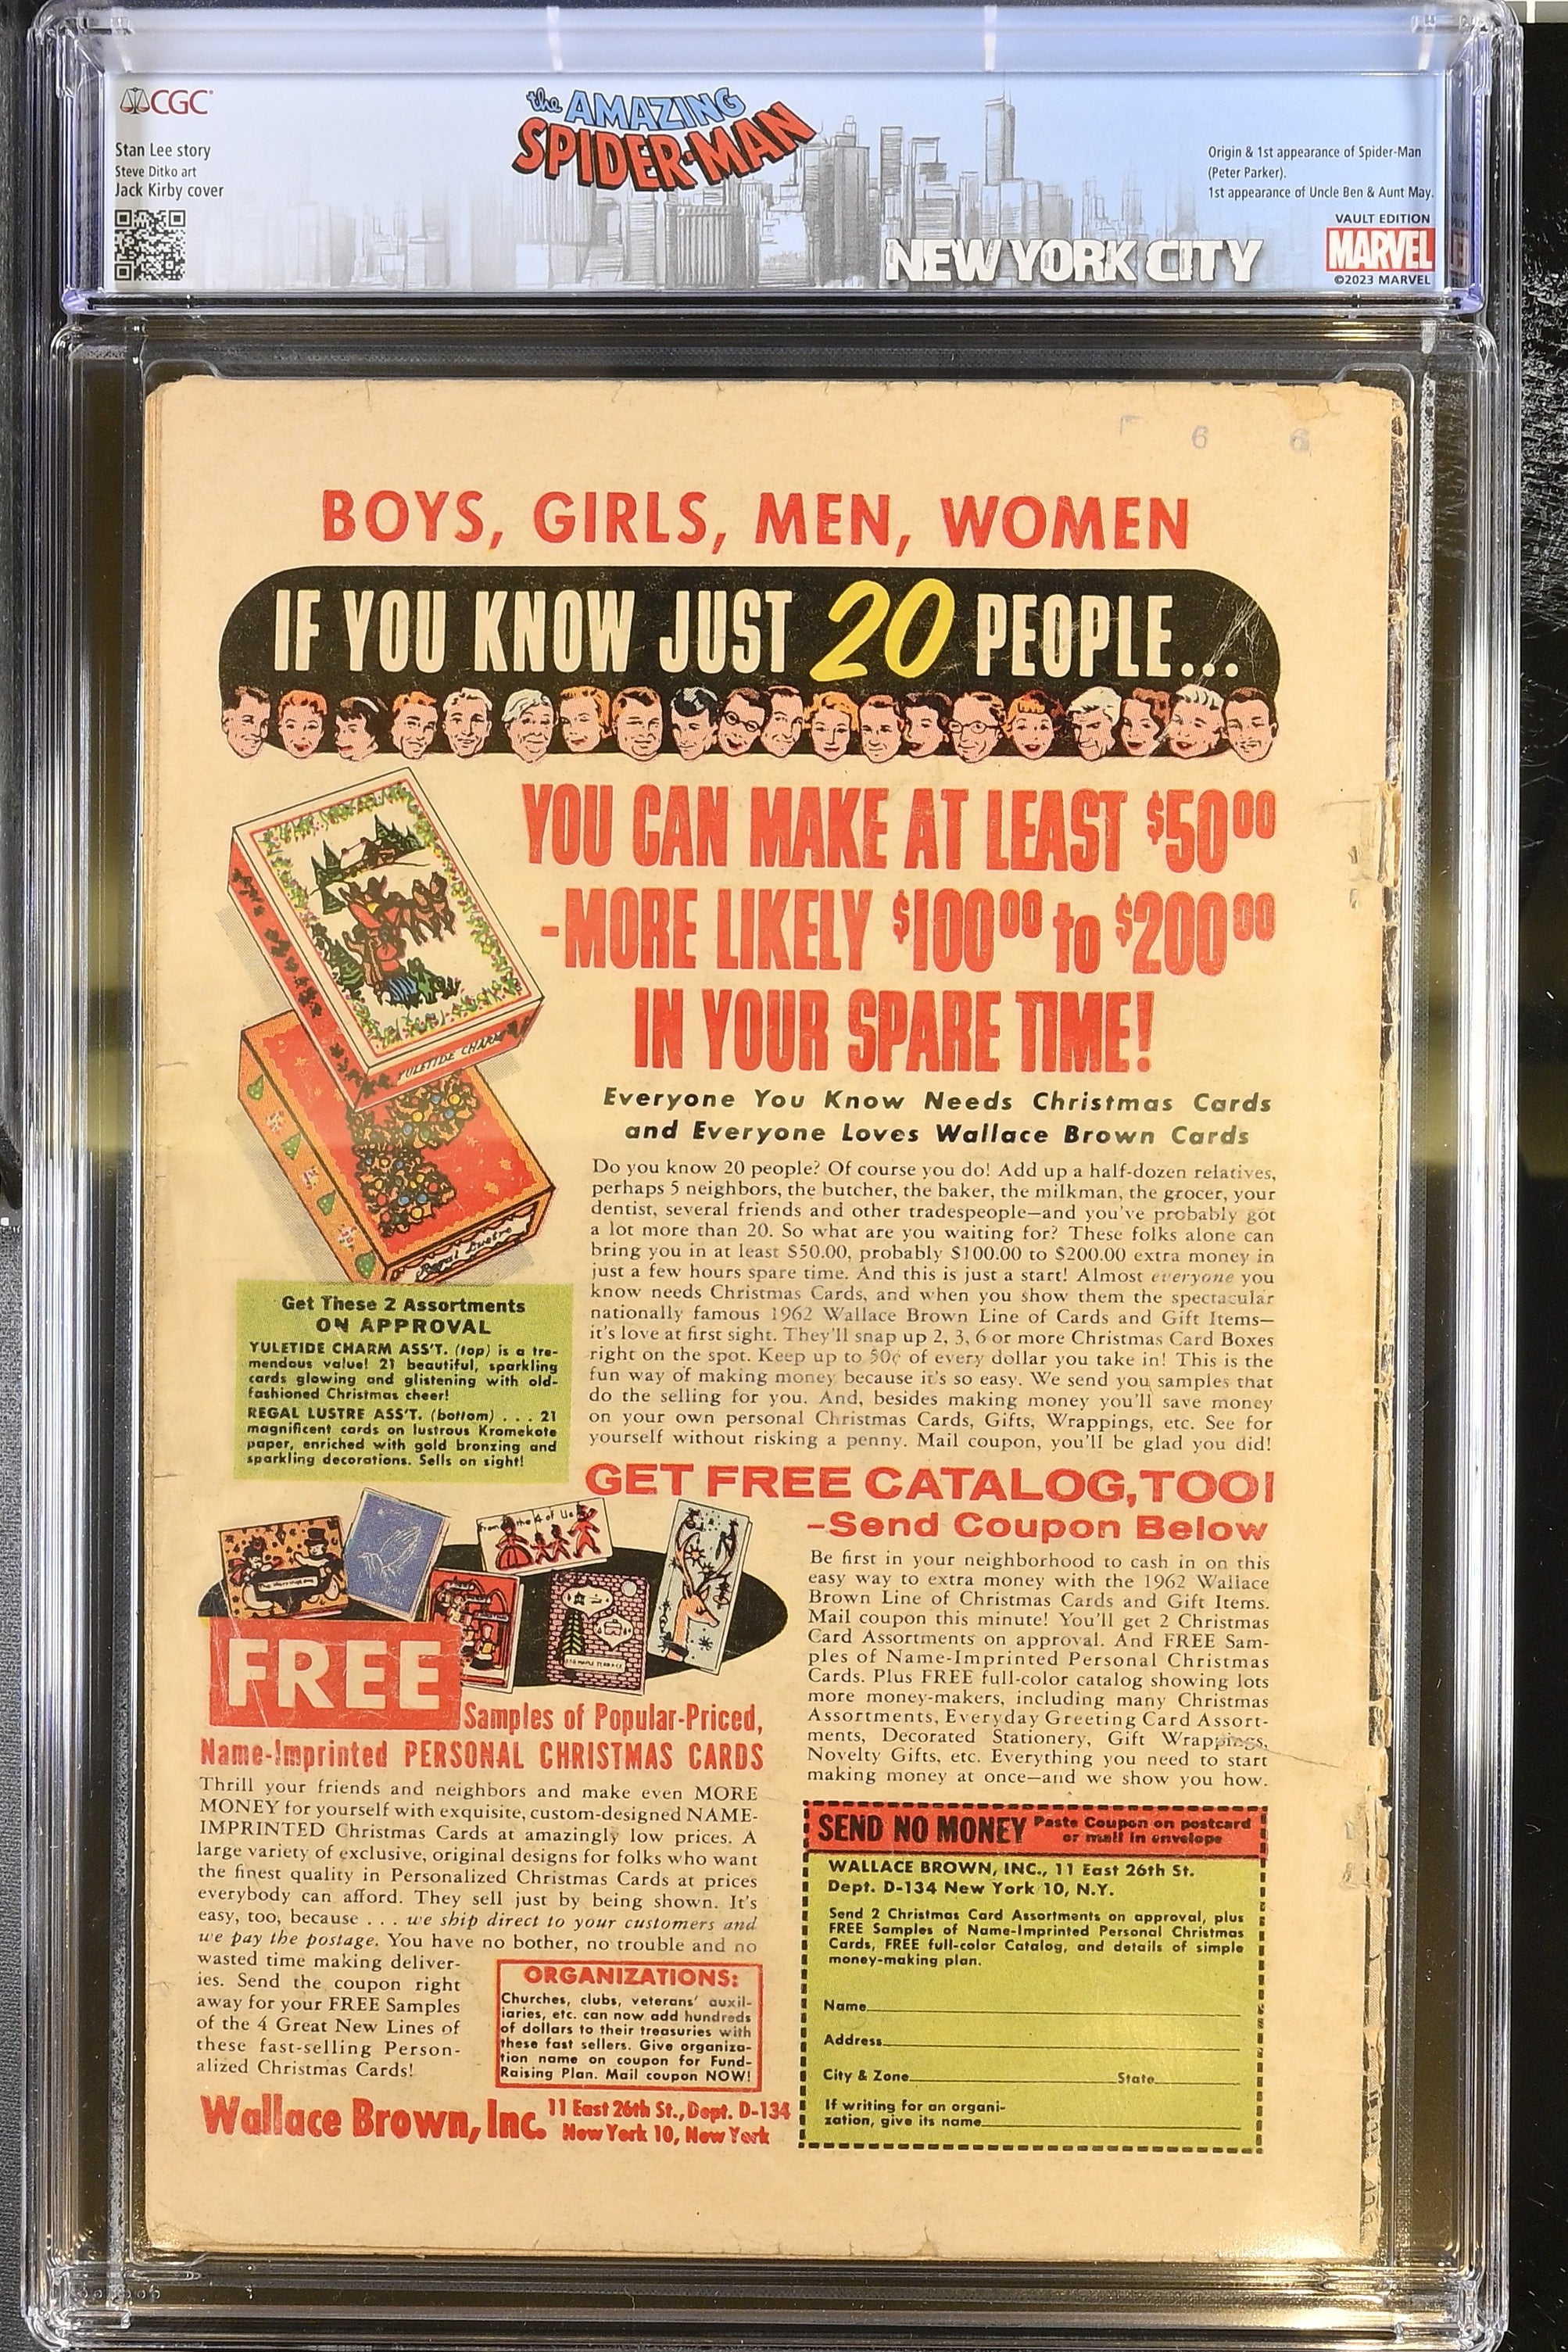 CGC
Stan Lee story
Steve Ditko art
Jack Kirby cover
the AMAZING
SPIDER-MAN
NEW YORK CITY
Origin & 1st appearance of Spider-Man
(Peter Parker).
1st appearance of Uncle Ben & Aunt May.
VAULT EDITION
MARVEL
©2023 MARVEL
6 6
BOYS, GIRLS, MEN, WOMEN
IF YOU KNOW JUST 20 PEOPLE...
YOU CAN MAKE AT LEAST $50⁰⁰
-MORE LIKELY $100⁰⁰ to $200⁰⁰
IN YOUR SPARE TIME!
YULETIDE CHARM
Regal Lustre
Everyone You Know Needs Christmas Cards
and Everyone Loves Wallace Brown Cards
Do you know 20 people? Of course you do! Add up a half-dozen relatives,
perhaps 5 neighbors, the butcher, the baker, the milkman, the grocer, your
dentist, several friends and other tradespeople—and you've probably got
a lot more than 20. So what are you waiting for? These folks alone can
bring you in at least $50.00, probably $100.00 to $200.00 extra money in
just a few hours spare time. And this is just a start! Almost everyone you
know needs Christmas Cards, and when you show them the spectacular
nationally famous 1962 Wallace Brown Line of Cards and Gift Items—
it's love at first sight. They'll snap up 2, 3, 6 or more Christmas Card Boxes
right on the spot. Keep up to 50¢ of every dollar you take in! This is the
fun way of making money because it's so easy. We send you samples that
do the selling for you. And, besides making money you'll save money
on your own personal Christmas Cards, Gifts, Wrappings, etc. See for
yourself without risking a penny. Mail coupon, you'll be glad you did!
Get These 2 Assortments
ON APPROVAL
YULETIDE CHARM ASS'T. (top) is a tre-
mendous value! 21 beautiful, sparkling
cards glowing and glistening with old-
fashioned Christmas cheer!
REGAL LUSTRE ASS'T. (bottom) . . . 21
magnificent cards on lustrous Kromekote
paper, enriched with gold bronzing and
sparkling decorations. Sells on sight!
GET FREE CATALOG, TOO!
-Send Coupon Below
Be first in your neighborhood to cash in on this
easy way to extra money with the 1962 Wallace
Brown Line of Christmas Cards and Gift Items.
Mail coupon this minute! You'll get 2 Christmas
Card Assortments on approval. And FREE Sam-
ples of Name-Imprinted Personal Christmas
Cards. Plus FREE full-color catalog showing lots
more money-makers, including many Christmas
Assortments, Everyday Greeting Card Assort-
ments, Decorated Stationery, Gift Wrappings,
Novelty Gifts, etc. Everything you need to start
making money at once—and we show you how.
From the 4 of Us
FREE
Samples of Popular-Priced,
Name-Imprinted PERSONAL CHRISTMAS CARDS
Thrill your friends and neighbors and make even MORE
MONEY for yourself with exquisite, custom-designed NAME-
IMPRINTED Christmas Cards at amazingly low prices. A
large variety of exclusive, original designs for folks who want
the finest quality in Personalized Christmas Cards at prices
everybody can afford. They sell just by being shown. It's
easy, too, because . . . we ship direct to your customers and
we pay the postage. You have no bother, no trouble and no
wasted time making deliver-
ies. Send the coupon right
away for your FREE Samples
of the 4 Great New Lines of
these fast-selling Person-
alized Christmas Cards!
ORGANIZATIONS:
Churches, clubs, veterans' auxil-
iaries, etc. can now add hundreds
of dollars to their treasuries with
these fast sellers. Give organiza-
tion name on coupon for Fund-
Raising Plan. Mail coupon NOW!
Wallace Brown, Inc. 11 East 26th St., Dept. D-134
New York 10, New York
SEND NO MONEY Paste Coupon on postcard
or mail in envelope
WALLACE BROWN, INC., 11 East 26th St.
Dept. D-134 New York 10, N.Y.
Send 2 Christmas Card Assortments on approval, plus
FREE Samples of Name-Imprinted Personal Christmas
Cards, FREE full-color Catalog, and details of simple
money-making plan.
Name
Address
City & Zone State
If writing for an organi-
zation, give its name